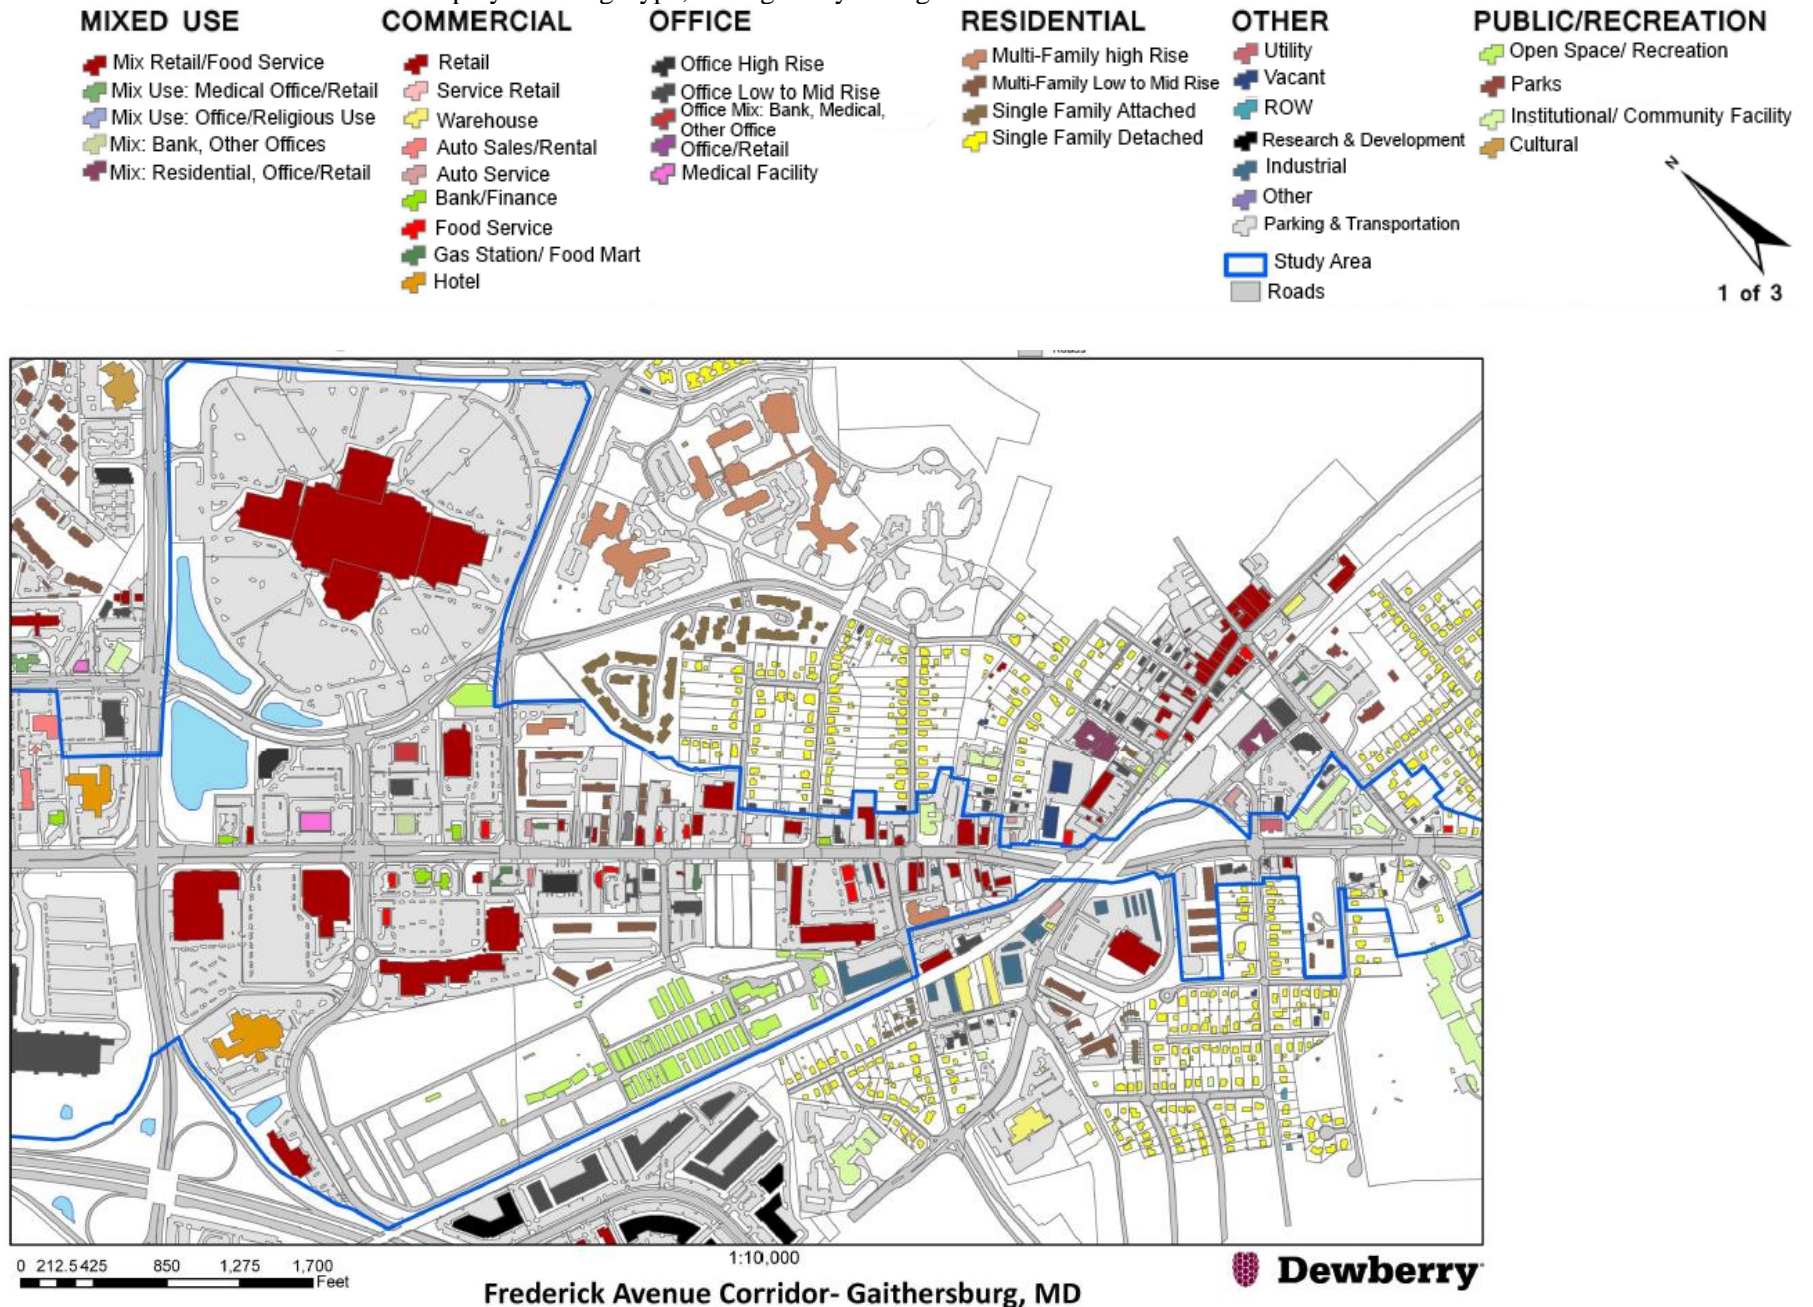 MIXED USE
Mix Retail/Food Service
Mix Use: Medical Office/Retail
Mix Use: Office/Religious Use
Mix: Bank, Other Offices
Mix: Residential, Office/Retail
COMMERCIAL
Retail
Service Retail
Warehouse
Auto Sales/Rental
Auto Service
Bank/Finance
Food Service
Gas Station/ Food Mart
Hotel
OFFICE
Office High Rise
Office Low to Mid Rise
Office Mix: Bank, Medical,
Other Office
Office/Retail
Medical Facility
RESIDENTIAL
Multi-Family high Rise
Multi-Family Low to Mid Rise
Single Family Attached
Single Family Detached
OTHER
Utility
Vacant
ROW
Research & Development
Industrial
Other
Parking & Transportation
Study Area
Roads
PUBLIC/RECREATION
Open Space/ Recreation
Parks
Institutional/ Community Facility
Cultural
N
1 of 3
0 212.5 425 850 1,275 1,700
Feet
1:10,000
Frederick Avenue Corridor- Gaithersburg, MD
Dewberry